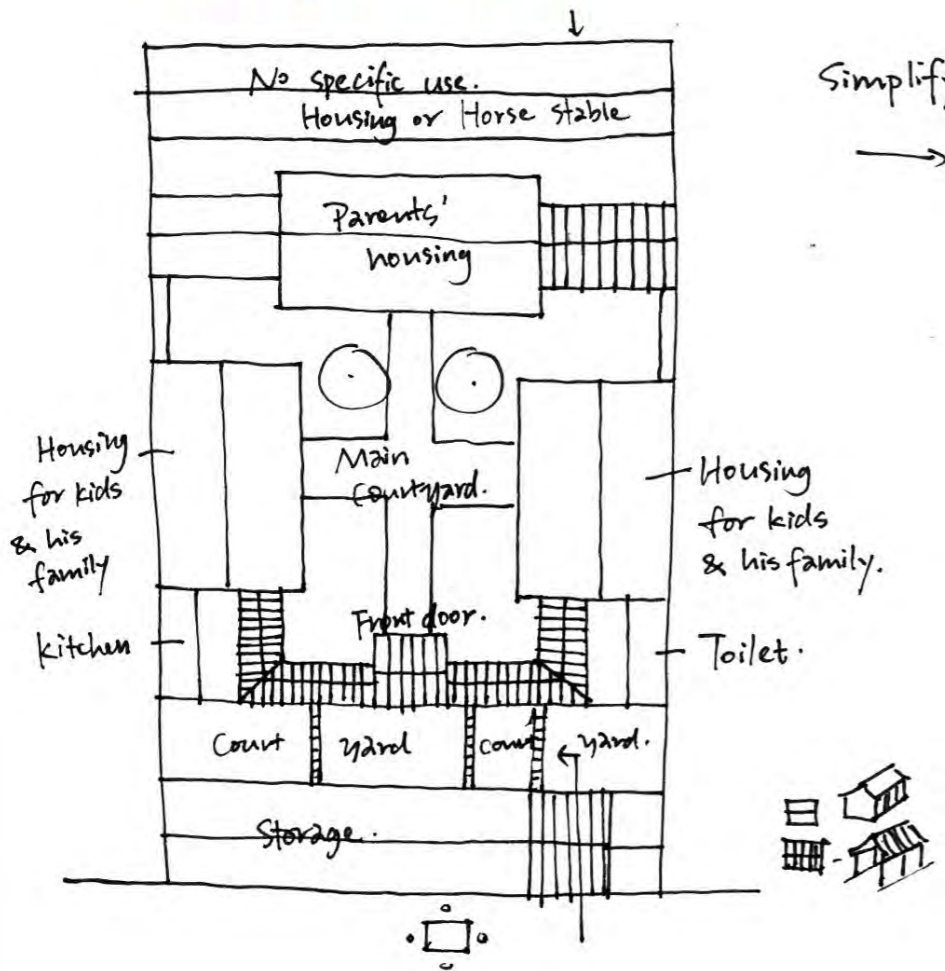 No specific use.
Housing or Horse stable
Simplify
Parents'
housing
Main
courtyard.
Housing
for kids
& his
family
Housing
for kids
& his family.
Front door.
kitchen
Toilet.
Court yard court yard.
Storage.